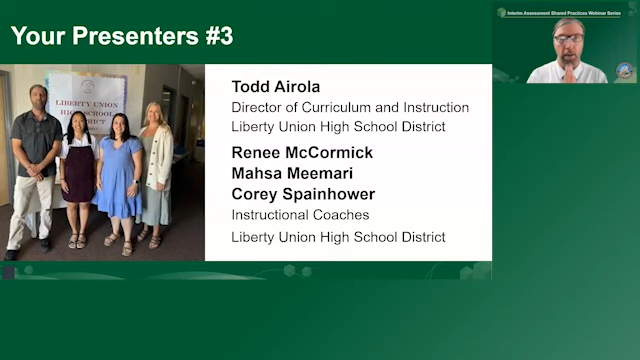 Interim Assessment Shared Practices Webinar Series
Your Presenters #3
LIBERTY UNION
HIGH SCHOOL
DISTRICT
Todd Airola
Director of Curriculum and Instruction
Liberty Union High School District
Renee McCormick
Mahsa Meemari
Corey Spainhower
Instructional Coaches
Liberty Union High School District